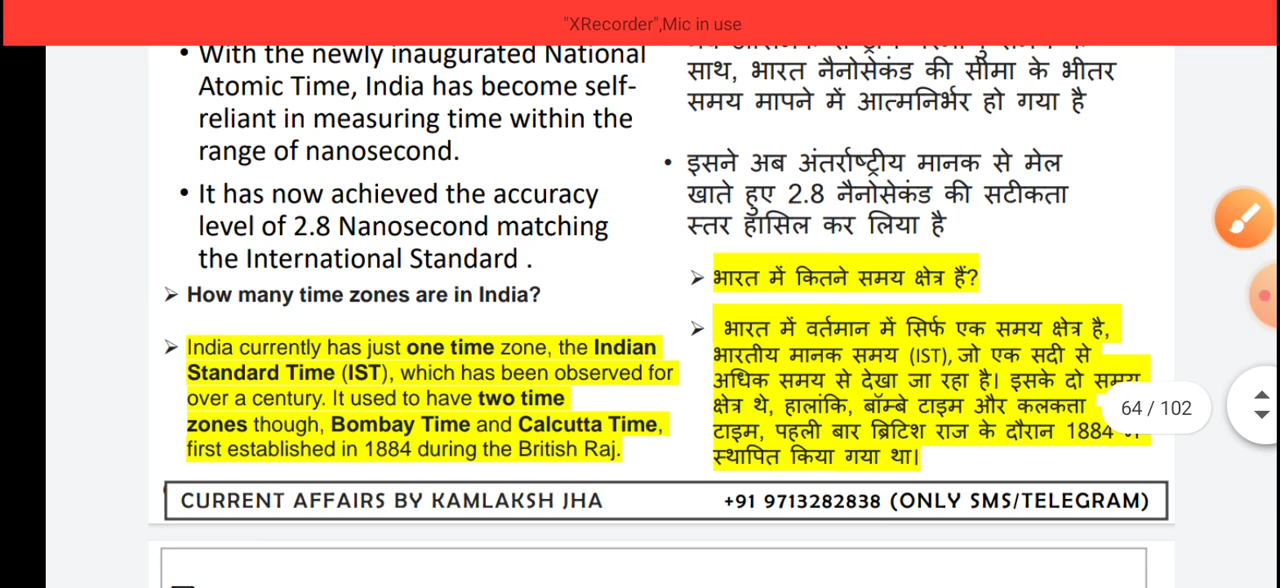 "XRecorder",Mic in use
• With the newly inaugurated National
Atomic Time, India has become self-
reliant in measuring time within the
range of nanosecond.
• It has now achieved the accuracy
level of 2.8 Nanosecond matching
the International Standard .
➢ How many time zones are in India?
➢ India currently has just one time zone, the Indian
Standard Time (IST), which has been observed for
over a century. It used to have two time
zones though, Bombay Time and Calcutta Time,
first established in 1884 during the British Raj.
साथ, भारत नैनोसेकंड की सीमा के भीतर
समय मापने में आत्मनिर्भर हो गया है
• इसने अब अंतर्राष्ट्रीय मानक से मेल
खाते हुए 2.8 नैनोसेकंड की सटीकता
स्तर हासिल कर लिया है
➢ भारत में कितने समय क्षेत्र हैं?
➢ भारत में वर्तमान में सिर्फ एक समय क्षेत्र है,
भारतीय मानक समय (IST), जो एक सदी से
अधिक समय से देखा जा रहा है। इसके दो समय
क्षेत्र थे, हालांकि, बॉम्बे टाइम और कलकत्ता
टाइम, पहली बार ब्रिटिश राज के दौरान 1884
स्थापित किया गया था।
64 / 102
CURRENT AFFAIRS BY KAMLAKSH JHA
+91 9713282838 (ONLY SMS/TELEGRAM)